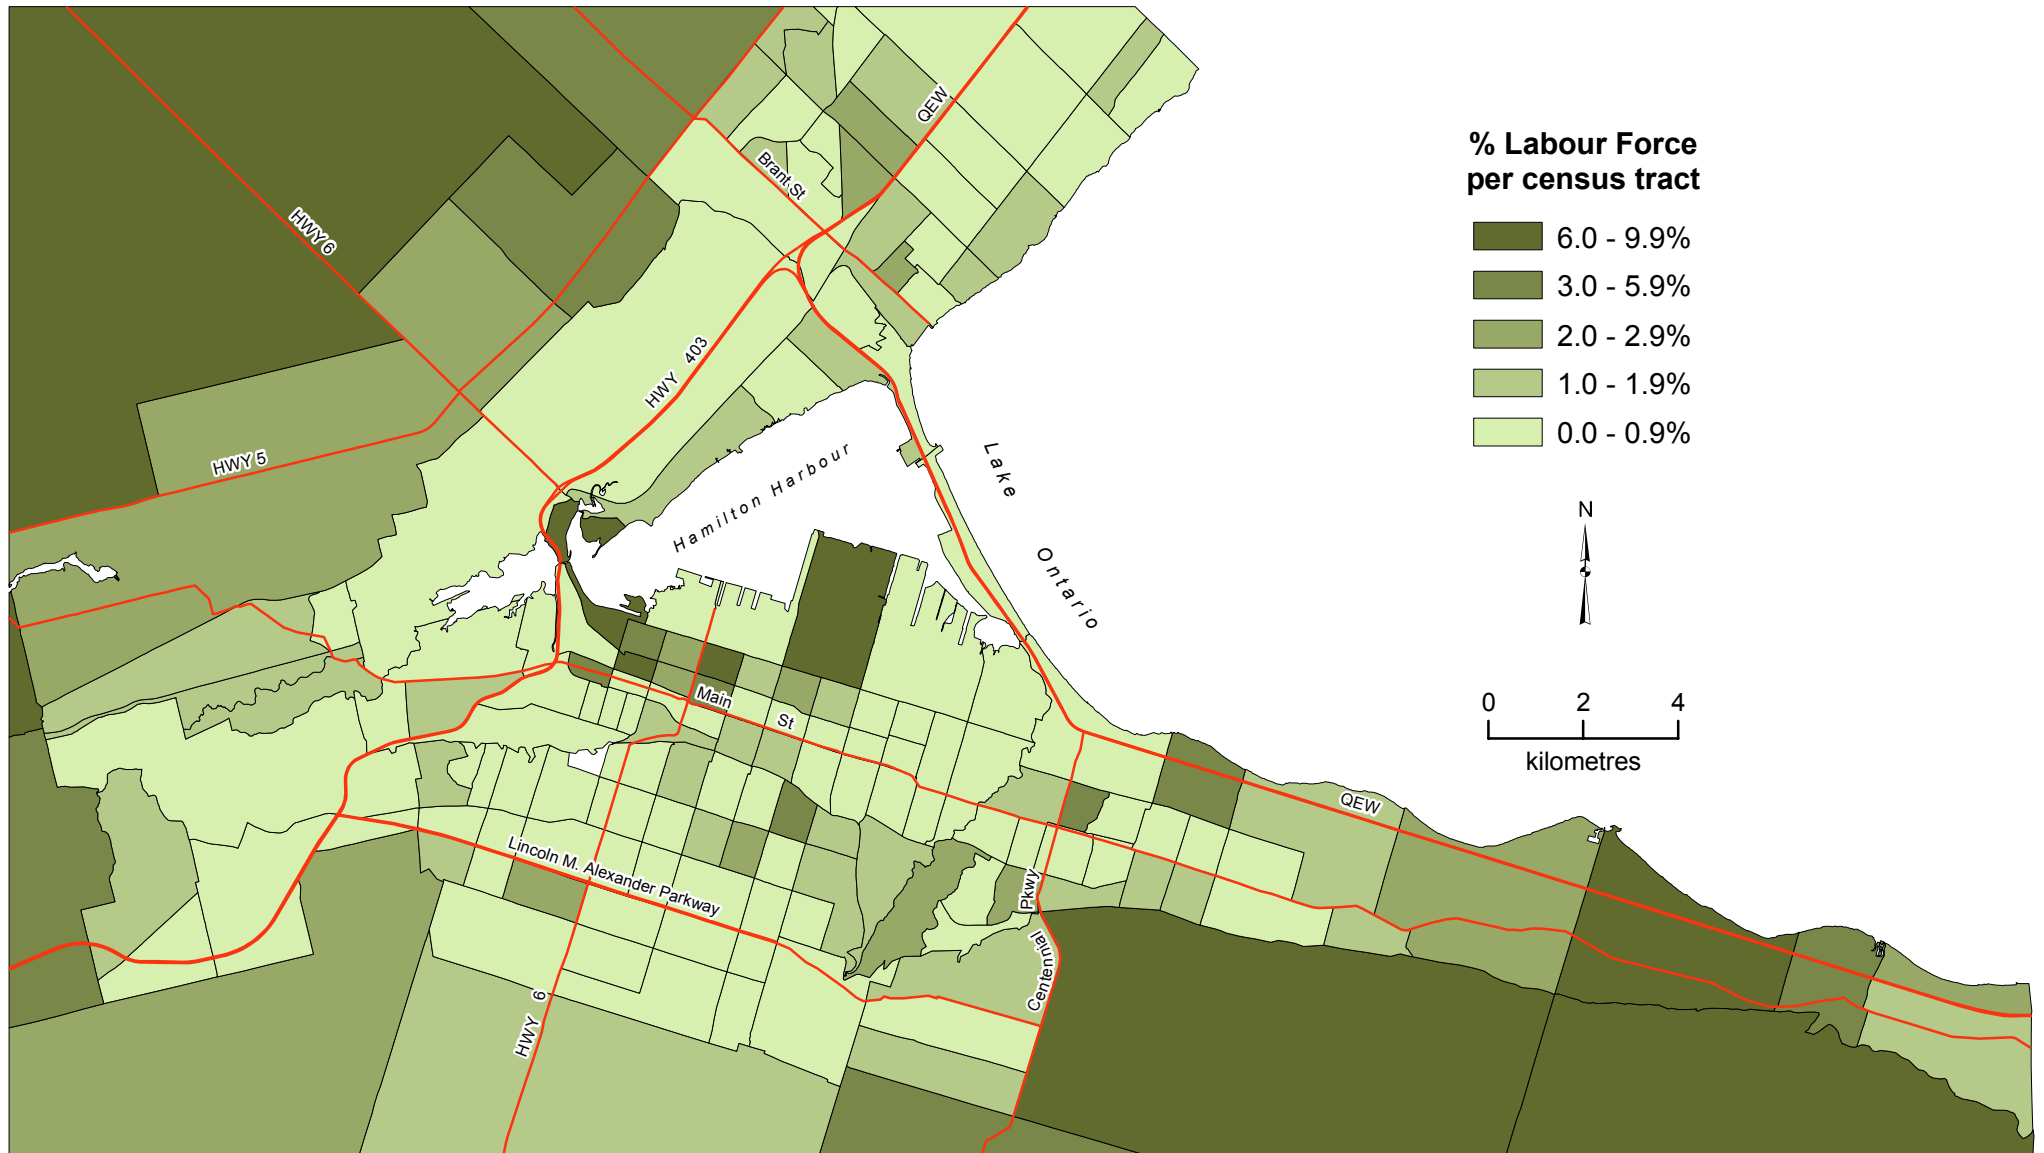 % Labour Force
per census tract
6.0 - 9.9%
3.0 - 5.9%
2.0 - 2.9%
1.0 - 1.9%
0.0 - 0.9%
N
0 2 4
kilometres
QEW
Brant St
HWY 6
HWY 403
HWY 5
Hamilton Harbour
Lake
Ontario
Main St
QEW
Lincoln M. Alexander Parkway
Centennial Pkwy
HWY 6